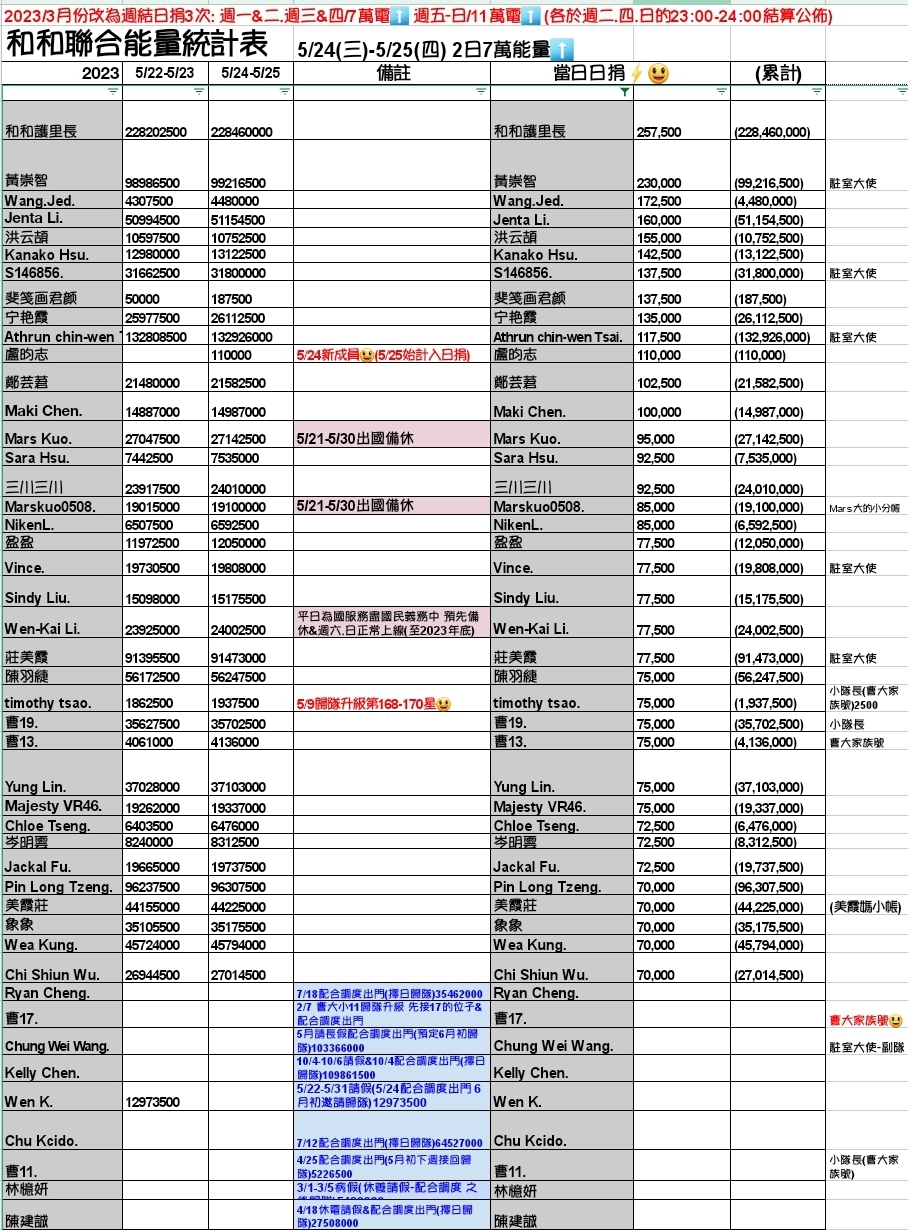 2023/3月份改為週結日捐3次: 週一&二.週三&四/7萬電⬆️ 週五-日/11萬電⬆️ (各於週二.四.日的23:00-24:00結算公佈)
和和聯合能量統計表 5/24(三)-5/25(四) 2日7萬能量⬆️
2023 5/22-5/23 5/24-5/25 備註 當日日捐⚡😃 (累計)
和和護里長 228202500 228460000 和和護里長 257,500 (228,460,000)
黃崇智 98986500 99216500 黃崇智 230,000 (99,216,500) 駐室大使
Wang.Jed. 4307500 4480000 Wang.Jed. 172,500 (4,480,000)
Jenta Li. 50994500 51154500 Jenta Li. 160,000 (51,154,500)
洪云頡 10597500 10752500 洪云頡 155,000 (10,752,500)
Kanako Hsu. 12980000 13122500 Kanako Hsu. 142,500 (13,122,500)
S146856. 31662500 31800000 S146856. 137,500 (31,800,000) 駐室大使
斐笺画君颜 50000 187500 斐笺画君颜 137,500 (187,500)
宁艳霞 25977500 26112500 宁艳霞 135,000 (26,112,500)
Athrun chin-wen 132808500 132926000 Athrun chin-wen Tsai. 117,500 (132,926,000) 駐室大使
盧昀志 110000 5/24新成員😃(5/25始計入日捐) 盧昀志 110,000 (110,000)
鄭芸莙 21480000 21582500 鄭芸莙 102,500 (21,582,500)
Maki Chen. 14887000 14987000 Maki Chen. 100,000 (14,987,000)
Mars Kuo. 27047500 27142500 5/21-5/30出國備休 Mars Kuo. 95,000 (27,142,500)
Sara Hsu. 7442500 7535000 Sara Hsu. 92,500 (7,535,000)
三川三川 23917500 24010000 三川三川 92,500 (24,010,000)
Marskuo0508. 19015000 19100000 5/21-5/30出國備休 Marskuo0508. 85,000 (19,100,000) Mars大的小分帳
NikenL. 6507500 6592500 NikenL. 85,000 (6,592,500)
盈盈 11972500 12050000 盈盈 77,500 (12,050,000)
Vince. 19730500 19808000 Vince. 77,500 (19,808,000) 駐室大使
Sindy Liu. 15098000 15175500 Sindy Liu. 77,500 (15,175,500)
平日為國服務盡國民義務中 預先備
Wen-Kai Li. 23925000 24002500 休&週六.日正常上線(至2023年底) Wen-Kai Li. 77,500 (24,002,500)
莊美霞 91395500 91473000 莊美霞 77,500 (91,473,000) 駐室大使
陳羽緁 56172500 56247500 陳羽緁 75,000 (56,247,500)
小隊長(曹大家
timothy tsao. 1862500 1937500 5/9歸隊升級第168-170星😃 timothy tsao. 75,000 (1,937,500) 族號)2500
曹19. 35627500 35702500 曹19. 75,000 (35,702,500) 小隊長
曹13. 4061000 4136000 曹13. 75,000 (4,136,000) 曹大家族號
Yung Lin. 37028000 37103000 Yung Lin. 75,000 (37,103,000)
Majesty VR46. 19262000 19337000 Majesty VR46. 75,000 (19,337,000)
Chloe Tseng. 6403500 6476000 Chloe Tseng. 72,500 (6,476,000)
岑明雲 8240000 8312500 岑明雲 72,500 (8,312,500)
Jackal Fu. 19665000 19737500 Jackal Fu. 72,500 (19,737,500)
Pin Long Tzeng. 96237500 96307500 Pin Long Tzeng. 70,000 (96,307,500)
美霞莊 44155000 44225000 美霞莊 70,000 (44,225,000) (美霞媽小帳)
象象 35105500 35175500 象象 70,000 (35,175,500)
Wea Kung. 45724000 45794000 Wea Kung. 70,000 (45,794,000)
Chi Shiun Wu. 26944500 27014500 Chi Shiun Wu. 70,000 (27,014,500)
Ryan Cheng. 7/18配合調度出門(擇日歸隊)35462000 Ryan Cheng.
2/7 曹大小11歸隊升級 先接17的位子&
曹17. 配合調度出門 曹17. 曹大家族號😃
5月請長假配合調度出門(預定6月初歸
Chung Wei Wang. 隊)103366000 Chung Wei Wang. 駐室大使-副隊
10/4-10/6請假&10/4配合調度出門(擇日
Kelly Chen. 歸隊)109861500 Kelly Chen.
5/22-5/31請假(5/24配合調度出門 6
Wen K. 12973500 月初邀請歸隊)12973500 Wen K.
Chu Kcido. 7/12配合調度出門(擇日歸隊)64527000 Chu Kcido.
4/25配合調度出門(5月初下週接回歸 小隊長(曹大家
曹11. 隊)5226500 曹11. 族號)
林臆妍 3/1-3/5病假(休養請假-配合調度 之 林臆妍
4/18休電請假&配合調度出門(擇日歸
陳建誠 隊)27508000 陳建誠